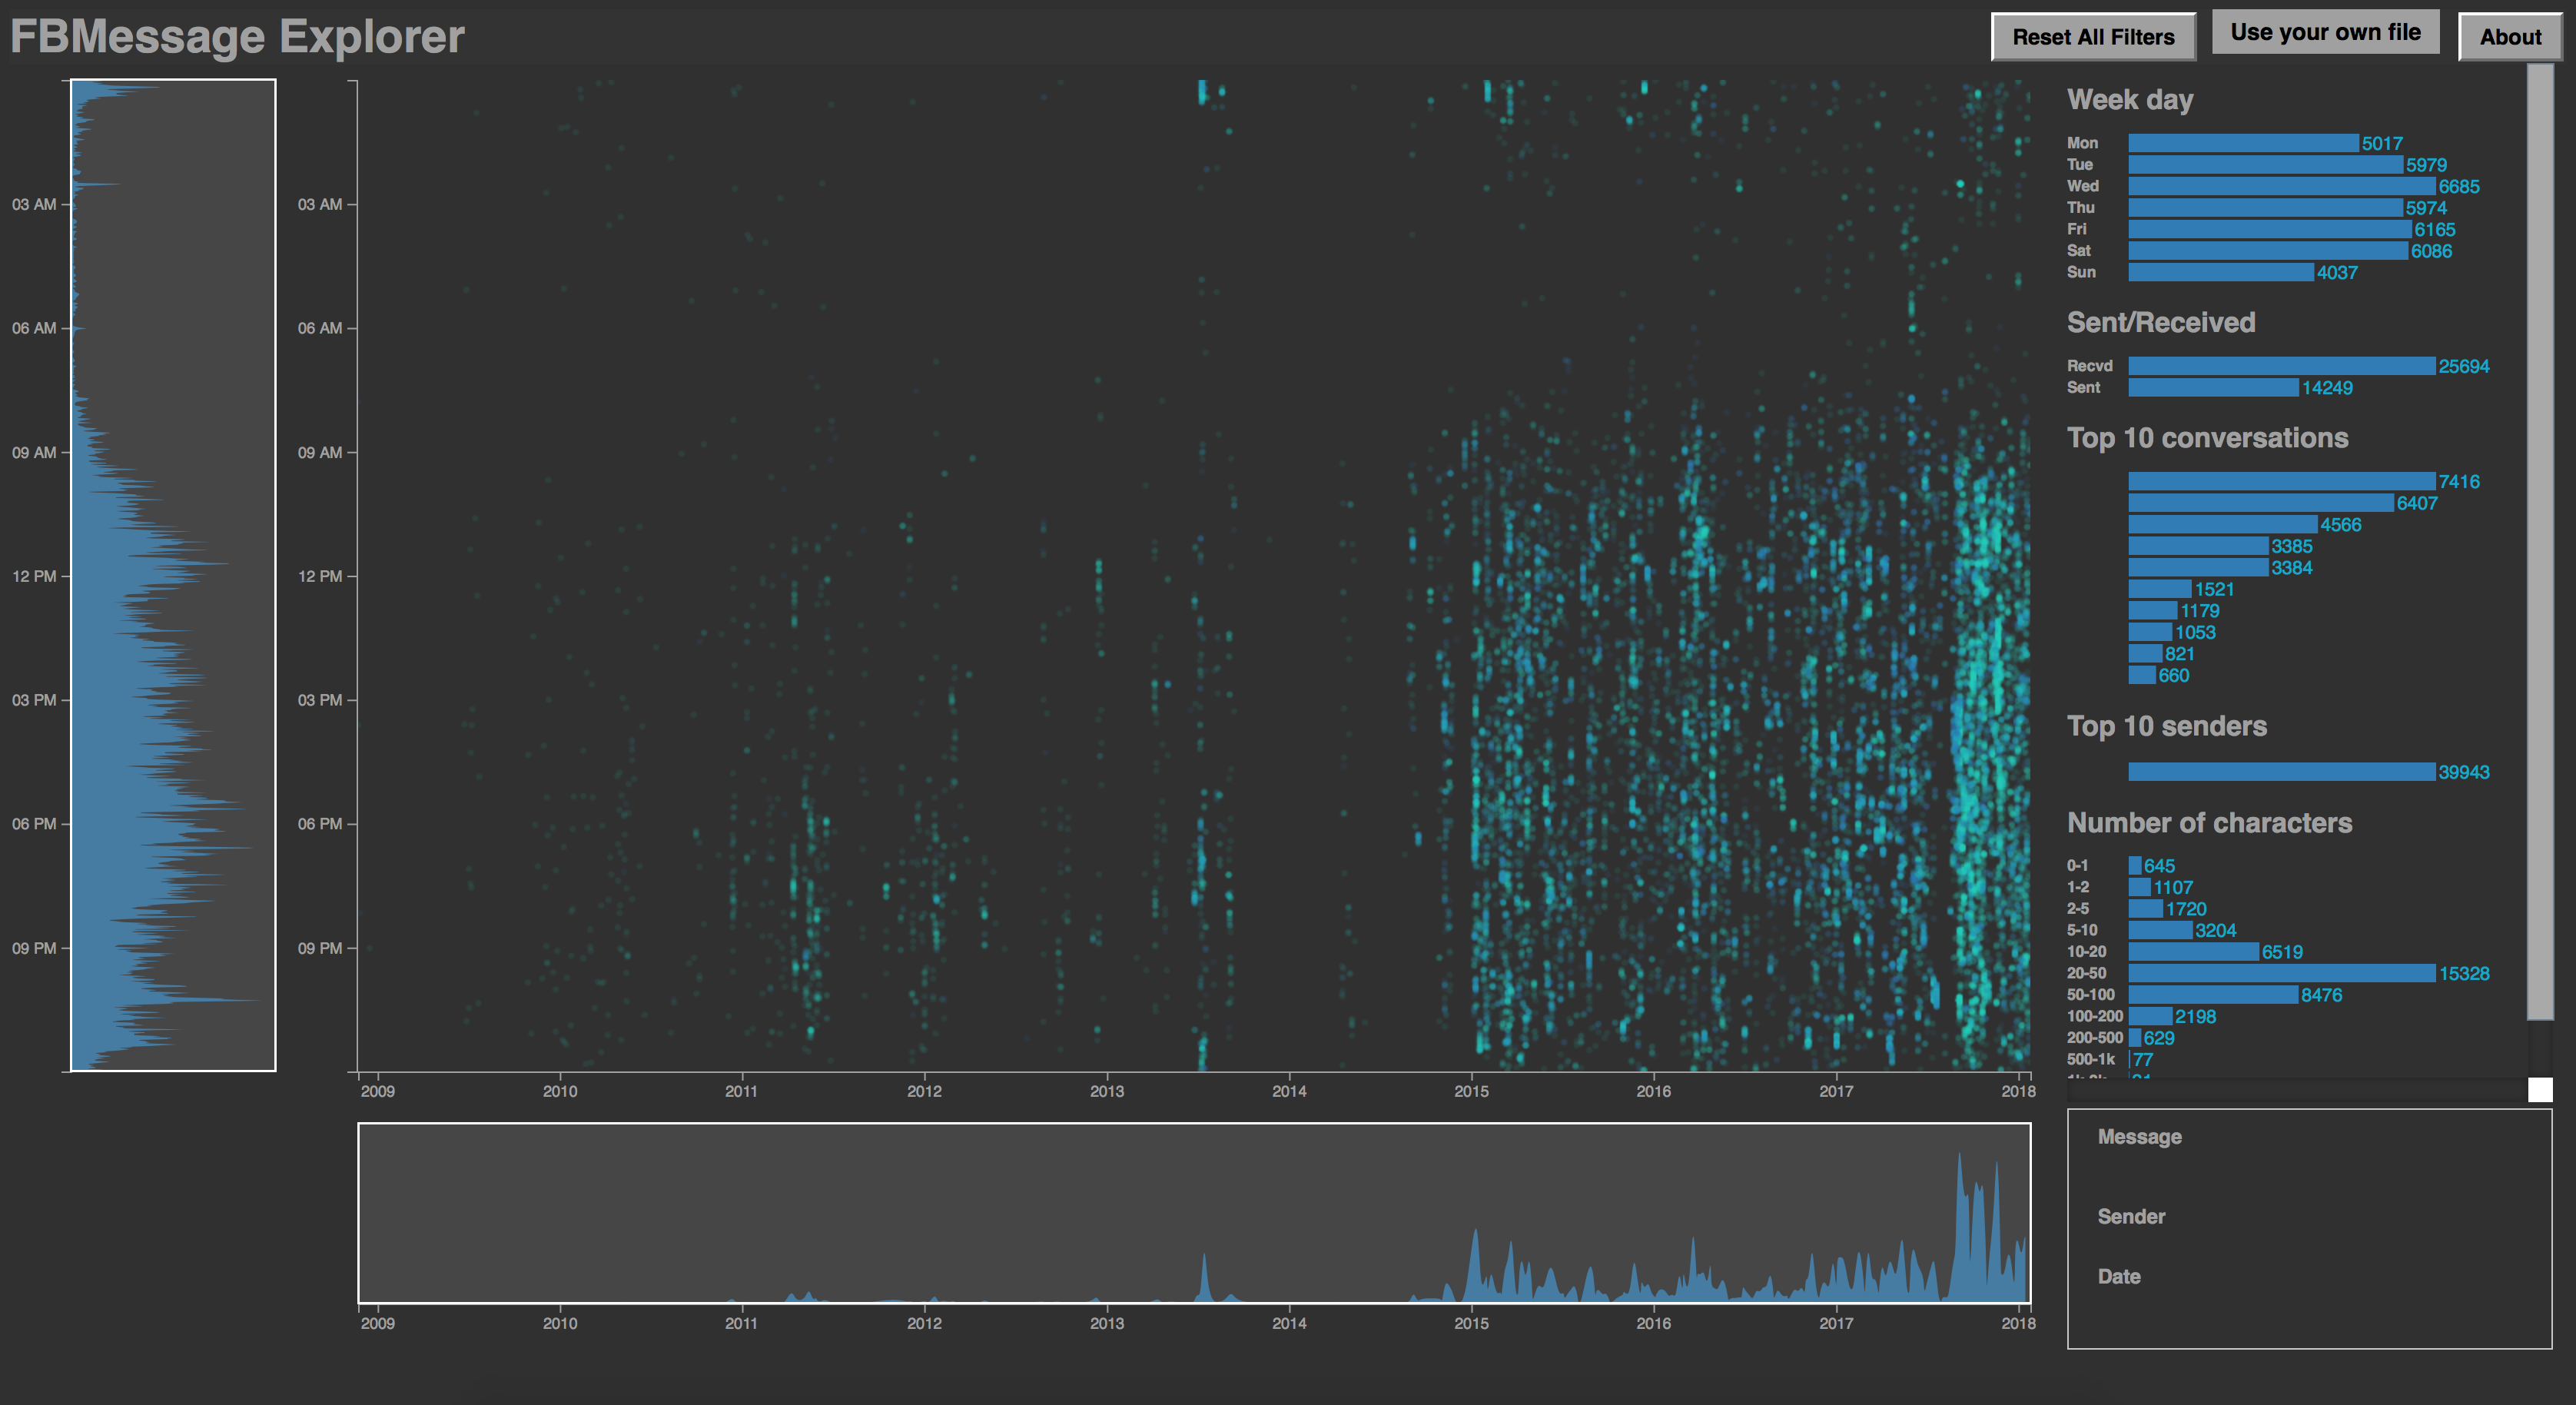 FBMessage Explorer
Reset All Filters
Use your own file
About
03 AM
06 AM
09 AM
12 PM
03 PM
06 PM
09 PM
03 AM
06 AM
09 AM
12 PM
03 PM
06 PM
09 PM
2009 2010 2011 2012 2013 2014 2015 2016 2017 2018
2009 2010 2011 2012 2013 2014 2015 2016 2017 2018
Week day
Mon 5017
Tue 5979
Wed 6685
Thu 5974
Fri 6165
Sat 6086
Sun 4037
Sent/Received
Recvd 25694
Sent 14249
Top 10 conversations
7416
6407
4566
3385
3384
1521
1179
1053
821
660
Top 10 senders
39943
Number of characters
0-1 645
1-2 1107
2-5 1720
5-10 3204
10-20 6519
20-50 15328
50-100 8476
100-200 2198
200-500 629
500-1k 77
Message
Sender
Date